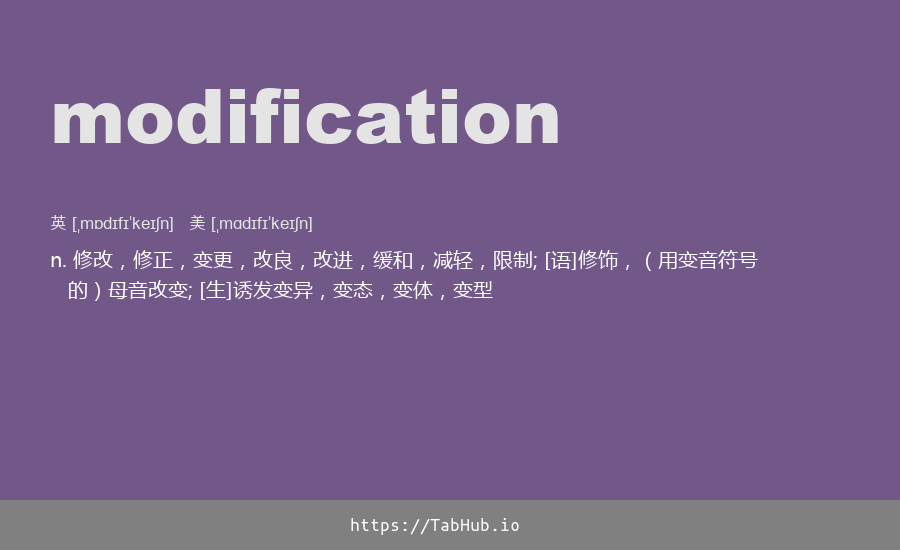 modification
英 [ˌmɒdɪfɪˈkeɪʃn] 美 [ˌmɑdɪfɪˈkeɪʃn]
n. 修改，修正，变更，改良，改进，缓和，减轻，限制; [语]修饰，（用变音符号
的）母音改变; [生]诱发变异，变态，变体，变型
https://TabHub.io